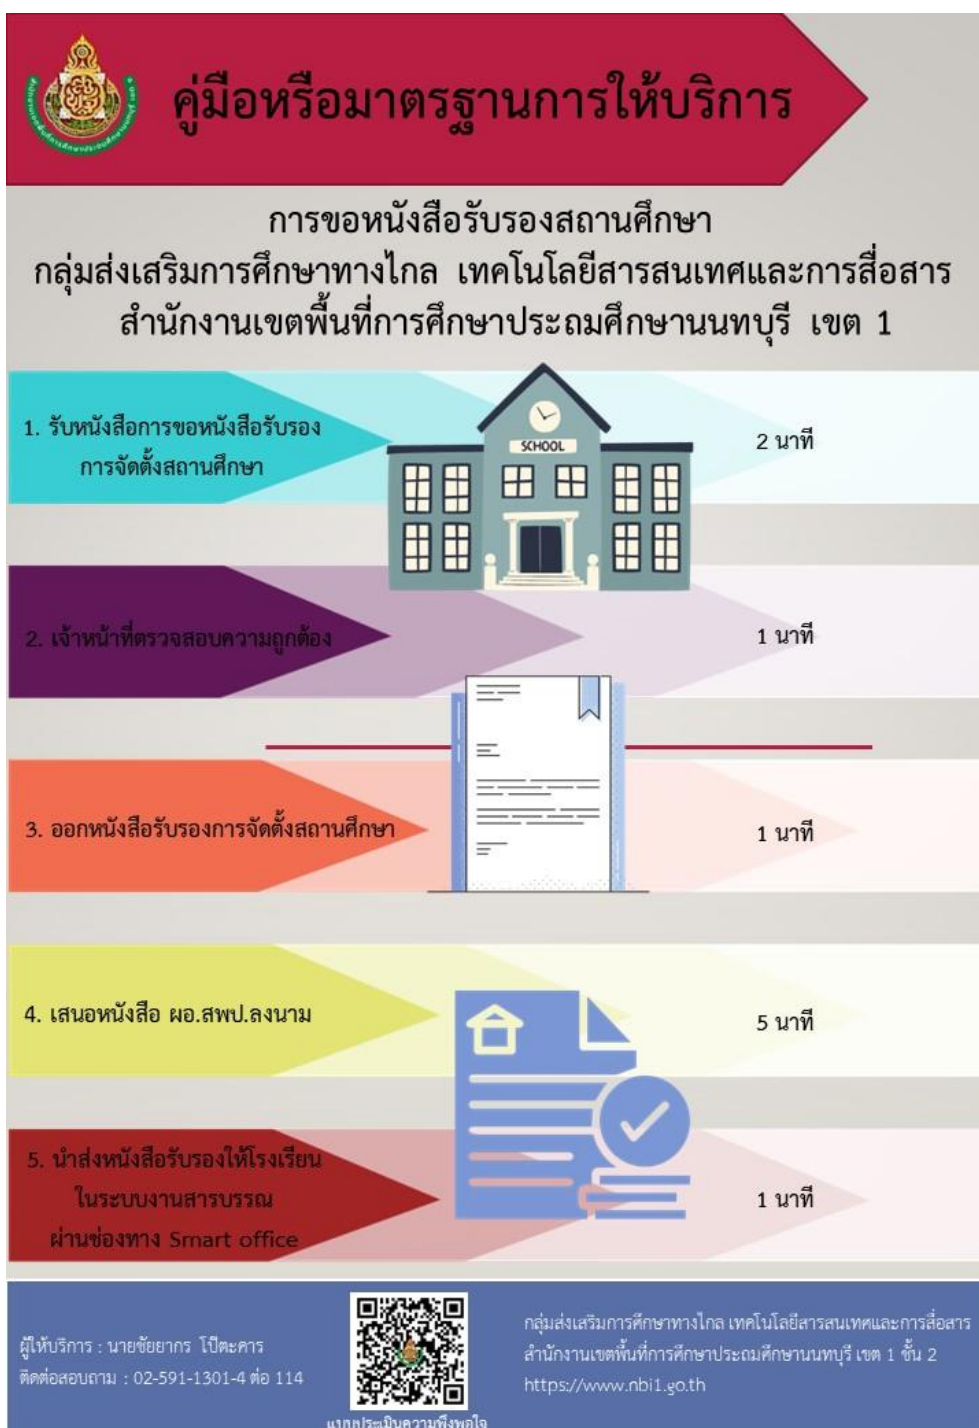 คู่มือหรือมาตรฐานการให้บริการ
การขอหนังสือรับรองสถานศึกษา
กลุ่มส่งเสริมการศึกษาทางไกล เทคโนโลยีสารสนเทศและการสื่อสาร
สำนักงานเขตพื้นที่การศึกษาประถมศึกษานนทบุรี เขต 1
1. รับหนังสือการขอหนังสือรับรอง
การจัดตั้งสถานศึกษา
SCHOOL
2 นาที
2. เจ้าหน้าที่ตรวจสอบความถูกต้อง
1 นาที
3. ออกหนังสือรับรองการจัดตั้งสถานศึกษา
1 นาที
4. เสนอหนังสือ ผอ.สพป.ลงนาม
5 นาที
5. นำส่งหนังสือรับรองให้โรงเรียน
ในระบบงานสารบรรณ
ผ่านช่องทาง Smart office
1 นาที
ผู้ให้บริการ : นายชัยยากร โป๊ตะคาร
ติดต่อสอบถาม : 02-591-1301-4 ต่อ 114
แบบประเมินความพึงพอใจ
กลุ่มส่งเสริมการศึกษาทางไกล เทคโนโลยีสารสนเทศและการสื่อสาร
สำนักงานเขตพื้นที่การศึกษาประถมศึกษานนทบุรี เขต 1 ชั้น 2
https://www.nbi1.go.th